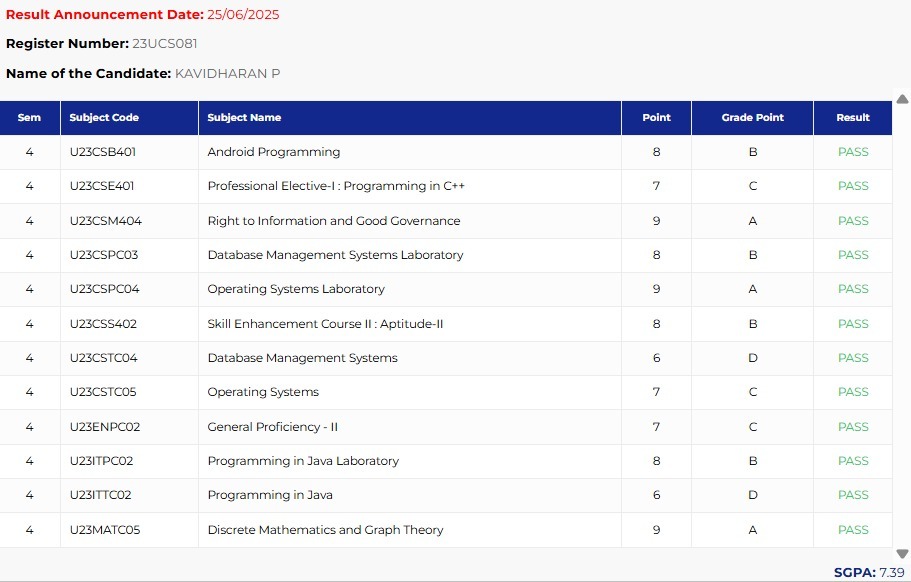 Result Announcement Date: 25/06/2025
Register Number: 23UCS081
Name of the Candidate: KAVIDHARAN P
Sem Subject Code Subject Name Point Grade Point Result
4 U23CSB401 Android Programming 8 B PASS
4 U23CSE401 Professional Elective-I : Programming in C++ 7 C PASS
4 U23CSM404 Right to Information and Good Governance 9 A PASS
4 U23CSPC03 Database Management Systems Laboratory 8 B PASS
4 U23CSPC04 Operating Systems Laboratory 9 A PASS
4 U23CSS402 Skill Enhancement Course II : Aptitude-II 8 B PASS
4 U23CSTC04 Database Management Systems 6 D PASS
4 U23CSTC05 Operating Systems 7 C PASS
4 U23ENPC02 General Proficiency - II 7 C PASS
4 U23ITPC02 Programming in Java Laboratory 8 B PASS
4 U23ITTC02 Programming in Java 6 D PASS
4 U23MATC05 Discrete Mathematics and Graph Theory 9 A PASS
SGPA: 7.39